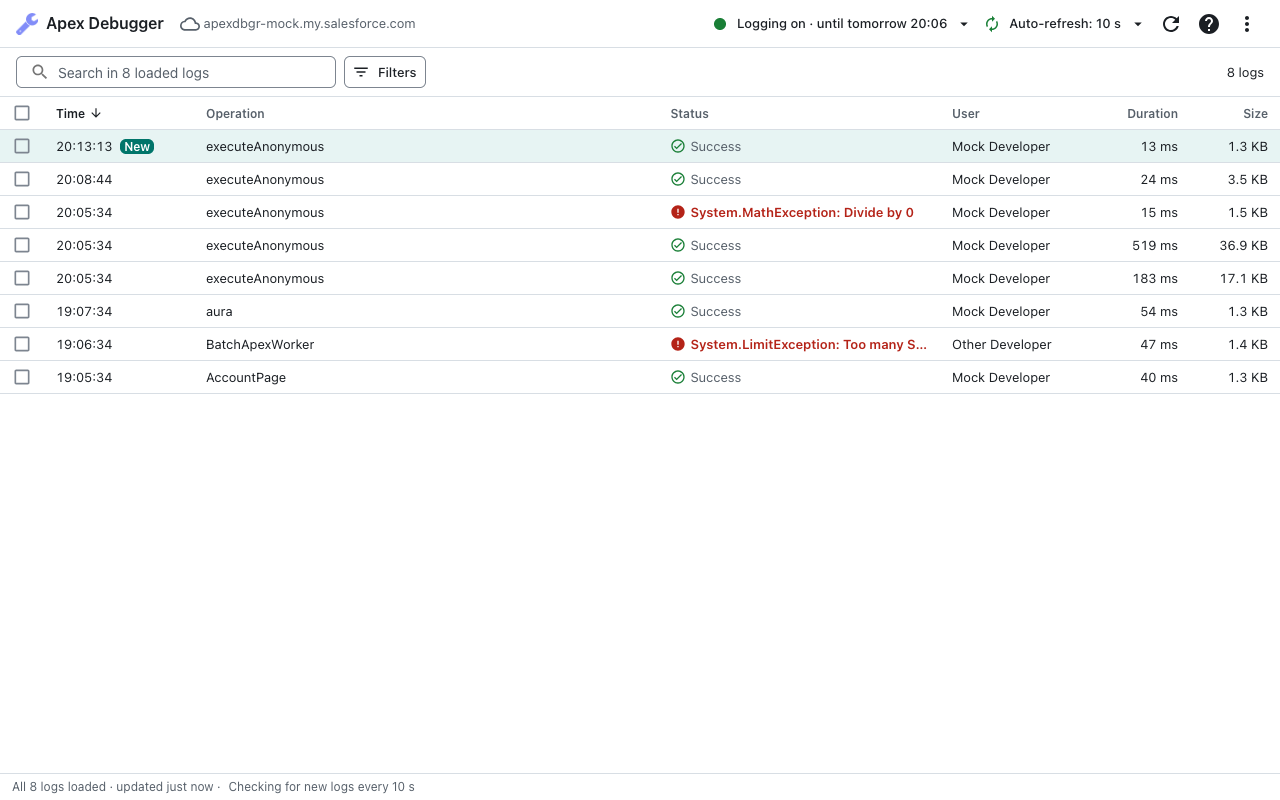 Apex Debugger apexdbgr-mock.my.salesforce.com Logging on · until tomorrow 20:06 Auto-refresh: 10 s
Search in 8 loaded logs Filters 8 logs
Time Operation Status User Duration Size
20:13:13 New executeAnonymous Success Mock Developer 13 ms 1.3 KB
20:08:44 executeAnonymous Success Mock Developer 24 ms 3.5 KB
20:05:34 executeAnonymous System.MathException: Divide by 0 Mock Developer 15 ms 1.5 KB
20:05:34 executeAnonymous Success Mock Developer 519 ms 36.9 KB
20:05:34 executeAnonymous Success Mock Developer 183 ms 17.1 KB
19:07:34 aura Success Mock Developer 54 ms 1.3 KB
19:06:34 BatchApexWorker System.LimitException: Too many S... Other Developer 47 ms 1.4 KB
19:05:34 AccountPage Success Mock Developer 40 ms 1.3 KB
All 8 logs loaded · updated just now · Checking for new logs every 10 s